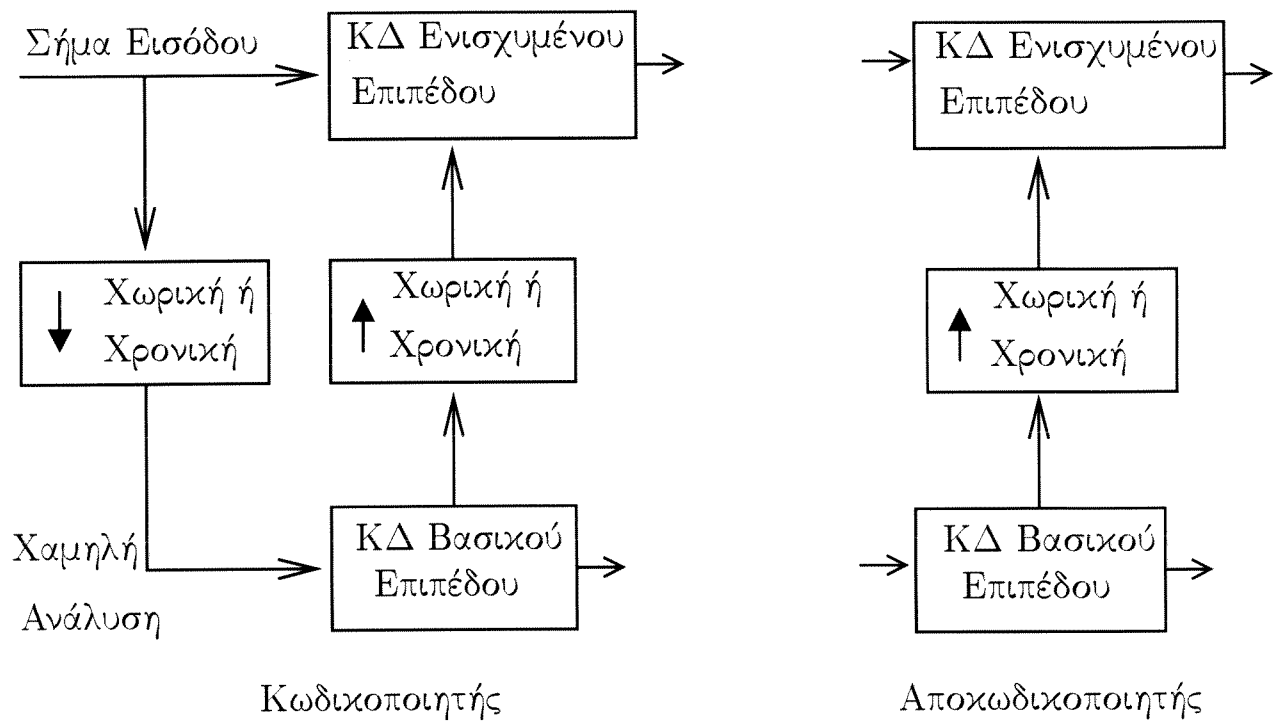 Σήμα Εισόδου
ΚΔ Ενισχυμένου
Επιπέδου
Χωρική ή
Χρονική
Χωρική ή
Χρονική
Χαμηλή
Ανάλυση
ΚΔ Βασικού
Επιπέδου
Κωδικοποιητής
ΚΔ Ενισχυμένου
Επιπέδου
Χωρική ή
Χρονική
ΚΔ Βασικού
Επιπέδου
Αποκωδικοποιητής